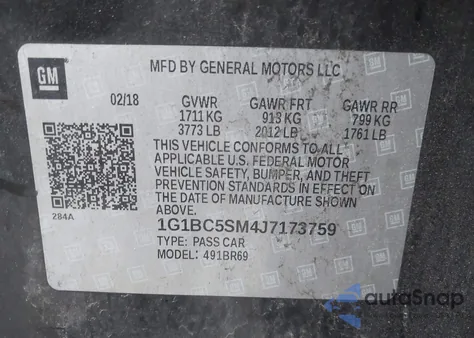 GM
MFD BY GENERAL MOTORS LLC
02/18 GVWR GAWR FRT GAWR RR
1711 KG 913 KG 799 KG
3773 LB 2012 LB 1761 LB
THIS VEHICLE CONFORMS TO ALL
APPLICABLE U.S. FEDERAL MOTOR
VEHICLE SAFETY, BUMPER, AND THEFT
PREVENTION STANDARDS IN EFFECT ON
THE DATE OF MANUFACTURE SHOWN
ABOVE.
284A
1G1BC5SM4J7173759
TYPE: PASS CAR
MODEL: 491BR69
autoSnap